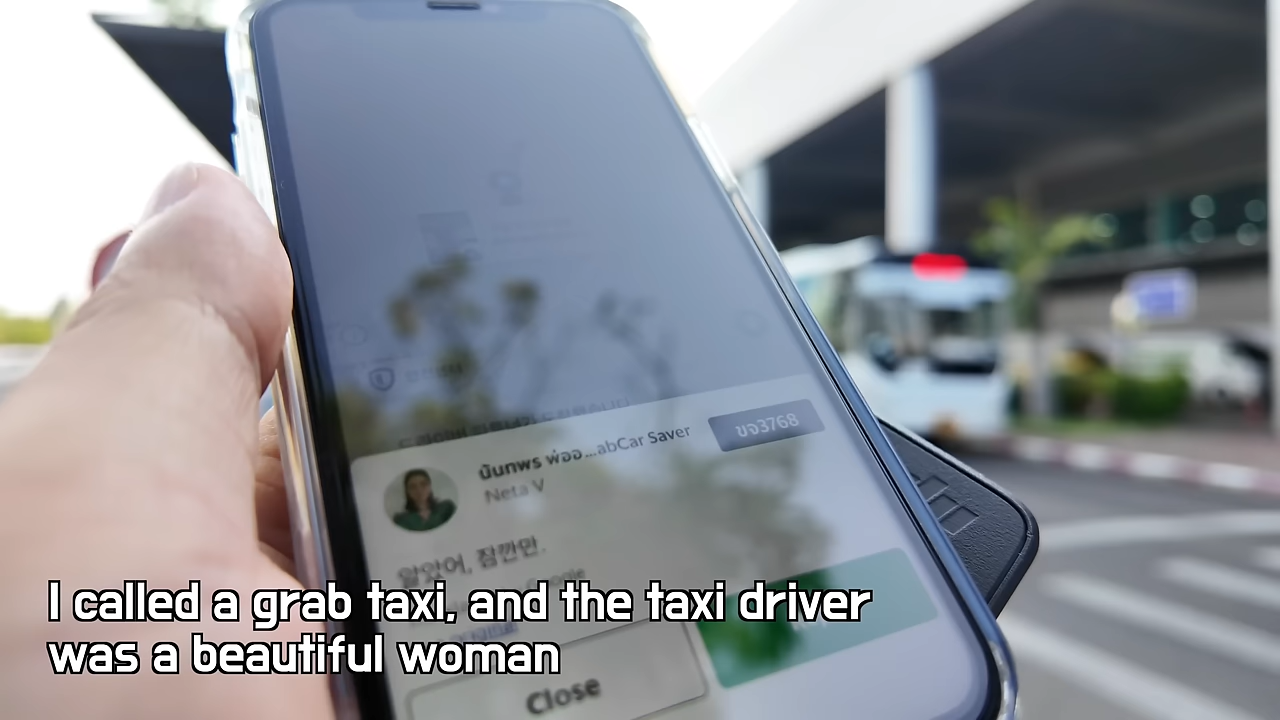 นันทพร พ่ออ...abCar Saver
ขจ3768
Neta V
알았어, 잠깐만.
Google
Close
I called a grab taxi, and the taxi driver
was a beautiful woman